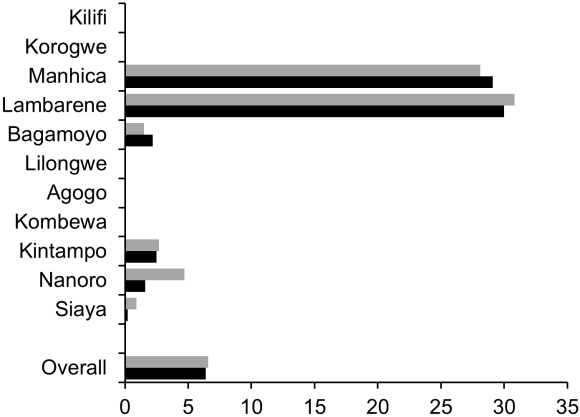 Kilifi
Korogwe
Manhica
Lambarene
Bagamoyo
Lilongwe
Agogo
Kombewa
Kintampo
Nanoro
Siaya
Overall
0 5 10 15 20 25 30 35